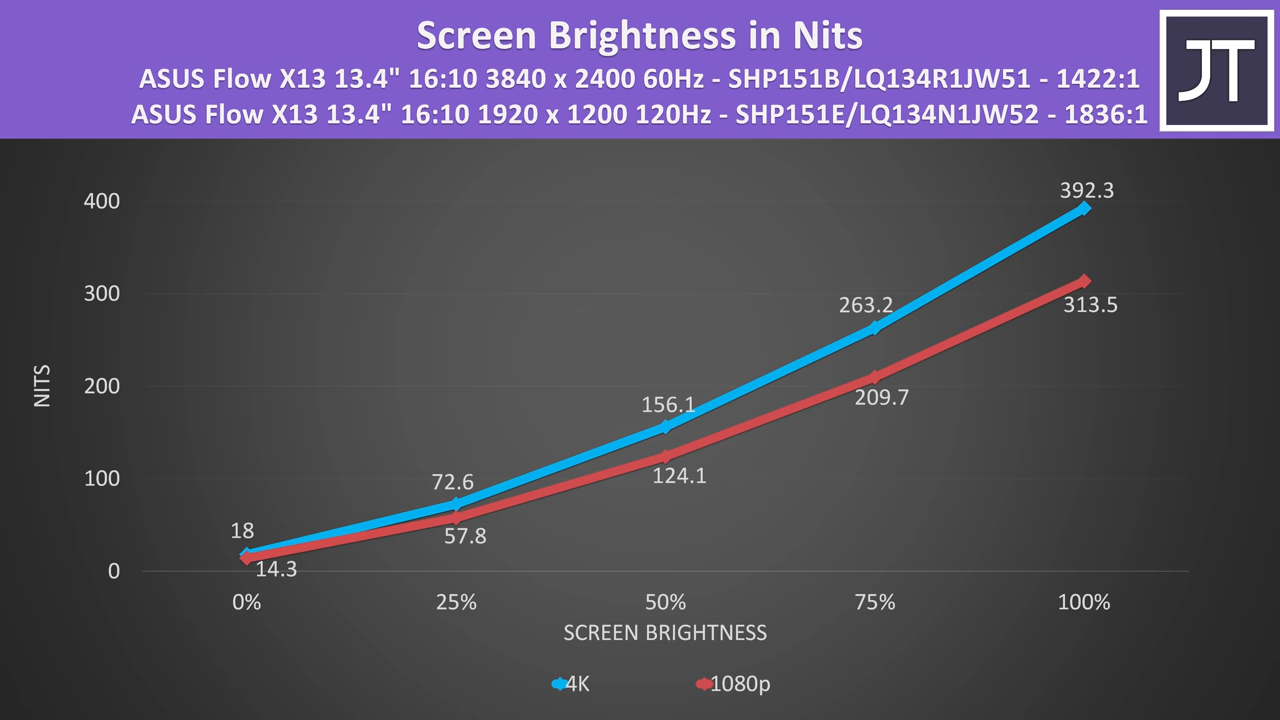 Screen Brightness in Nits
ASUS Flow X13 13.4" 16:10 3840 x 2400 60Hz - SHP151B/LQ134R1JW51 - 1422:1
ASUS Flow X13 13.4" 16:10 1920 x 1200 120Hz - SHP151E/LQ134N1JW52 - 1836:1
JT
400
300
200
100
0
NITS
392.3
313.5
263.2
209.7
156.1
124.1
72.6
57.8
18
14.3
0% 25% 50% 75% 100%
SCREEN BRIGHTNESS
4K 1080p